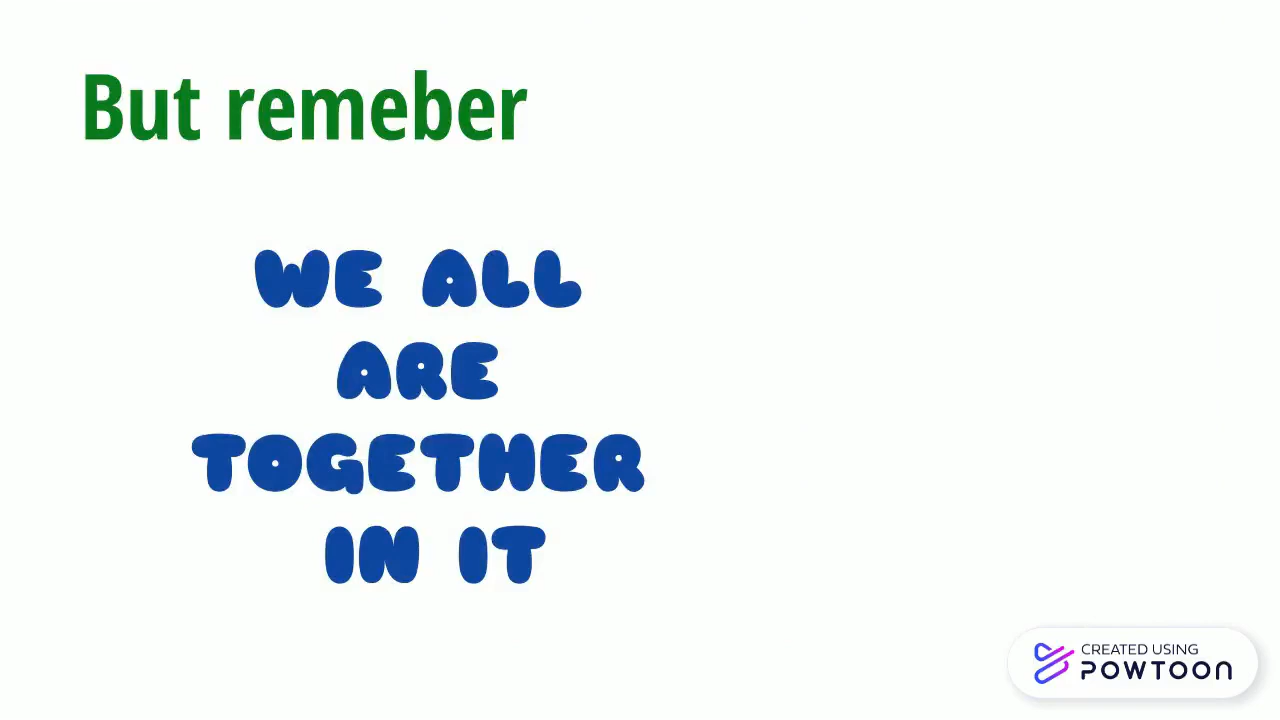 But remeber
WE ALL
ARE
TOGETHER
IN IT
CREATED USING
POWTOON